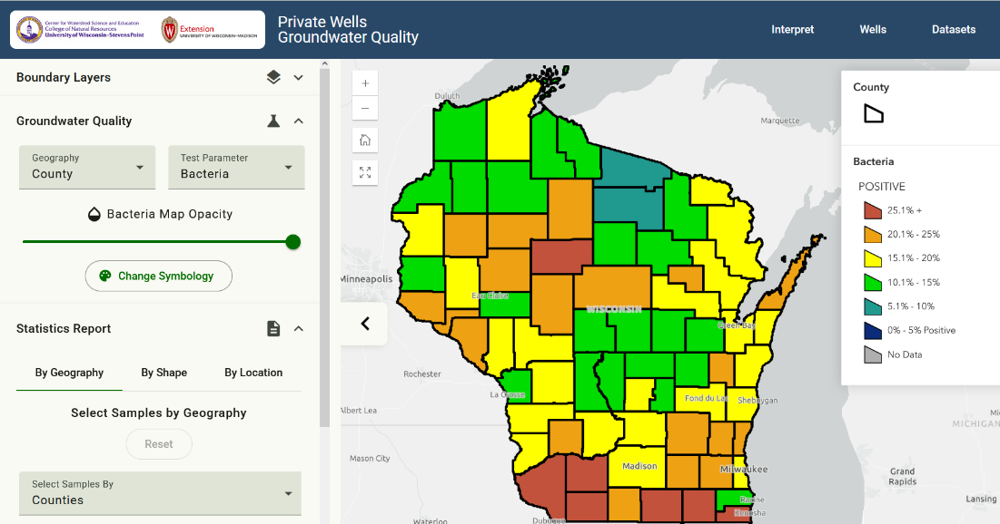 Center for Watershed Science and Education
College of Natural Resources
University of Wisconsin-Stevens Point
Extension
UNIVERSITY OF WISCONSIN-MADISON
Private Wells
Groundwater Quality
Interpret
Wells
Datasets
Boundary Layers
Groundwater Quality
Geography
County
Test Parameter
Bacteria
Bacteria Map Opacity
Change Symbology
Statistics Report
By Geography
By Shape
By Location
Select Samples by Geography
Reset
Select Samples By
Counties
+
−
Duluth
Marquette
Minneapolis
Eau Claire
WISCONSIN
Green Bay
Rochester
La Crosse
Fond du Lac
Sheboygan
Albert Lea
MICHIGAN
Mason City
Madison
Milwaukee
Grand
Rapids
Lansing
Racine
Kenosha
Waterloo
Dubuque
County
Bacteria
POSITIVE
25.1% +
20.1% - 25%
15.1% - 20%
10.1% - 15%
5.1% - 10%
0% - 5% Positive
No Data